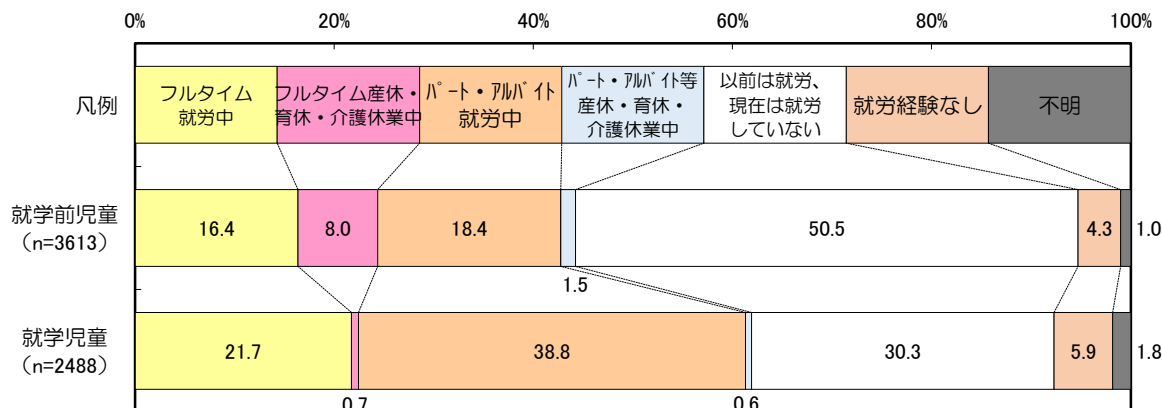 0% 20% 40% 60% 80% 100%
凡例
フルタイム
就労中
フルタイム産休・
育休・介護休業中
ﾊﾟｰﾄ・ｱﾙﾊﾞｲﾄ
就労中
ﾊﾟｰﾄ・ｱﾙﾊﾞｲﾄ等
産休・育休・
介護休業中
以前は就労、
現在は就労
していない
就労経験なし
不明
就学前児童
（n=3613）
16.4 8.0 18.4 50.5 4.3 1.0
1.5
就学児童
（n=2488）
21.7 38.8 30.3 5.9 1.8
0.7 0.6